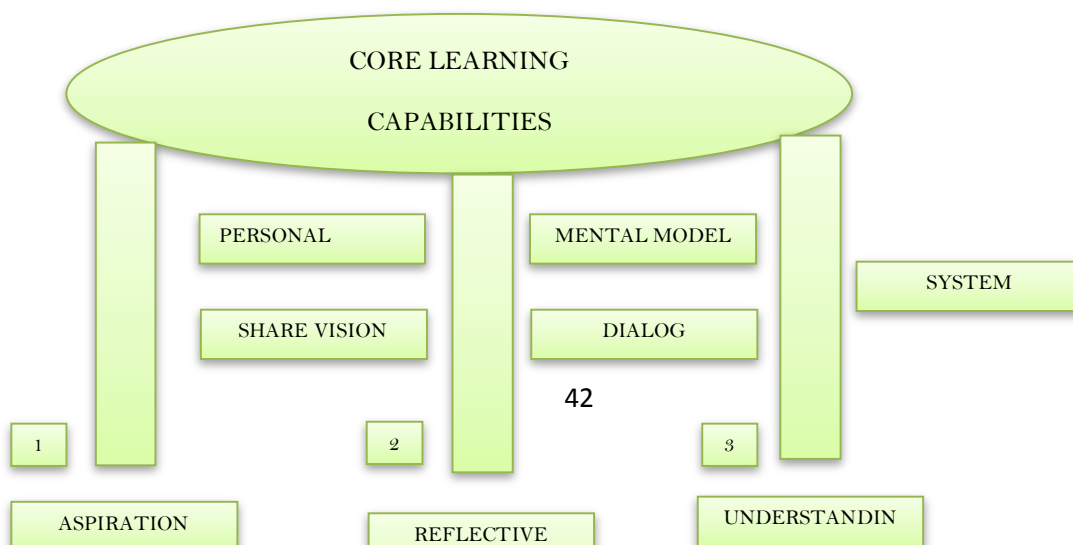 CORE LEARNING
CAPABILITIES
PERSONAL
MENTAL MODEL
SYSTEM
SHARE VISION
DIALOG
42
1
2
3
ASPIRATION
REFLECTIVE
UNDERSTANDIN